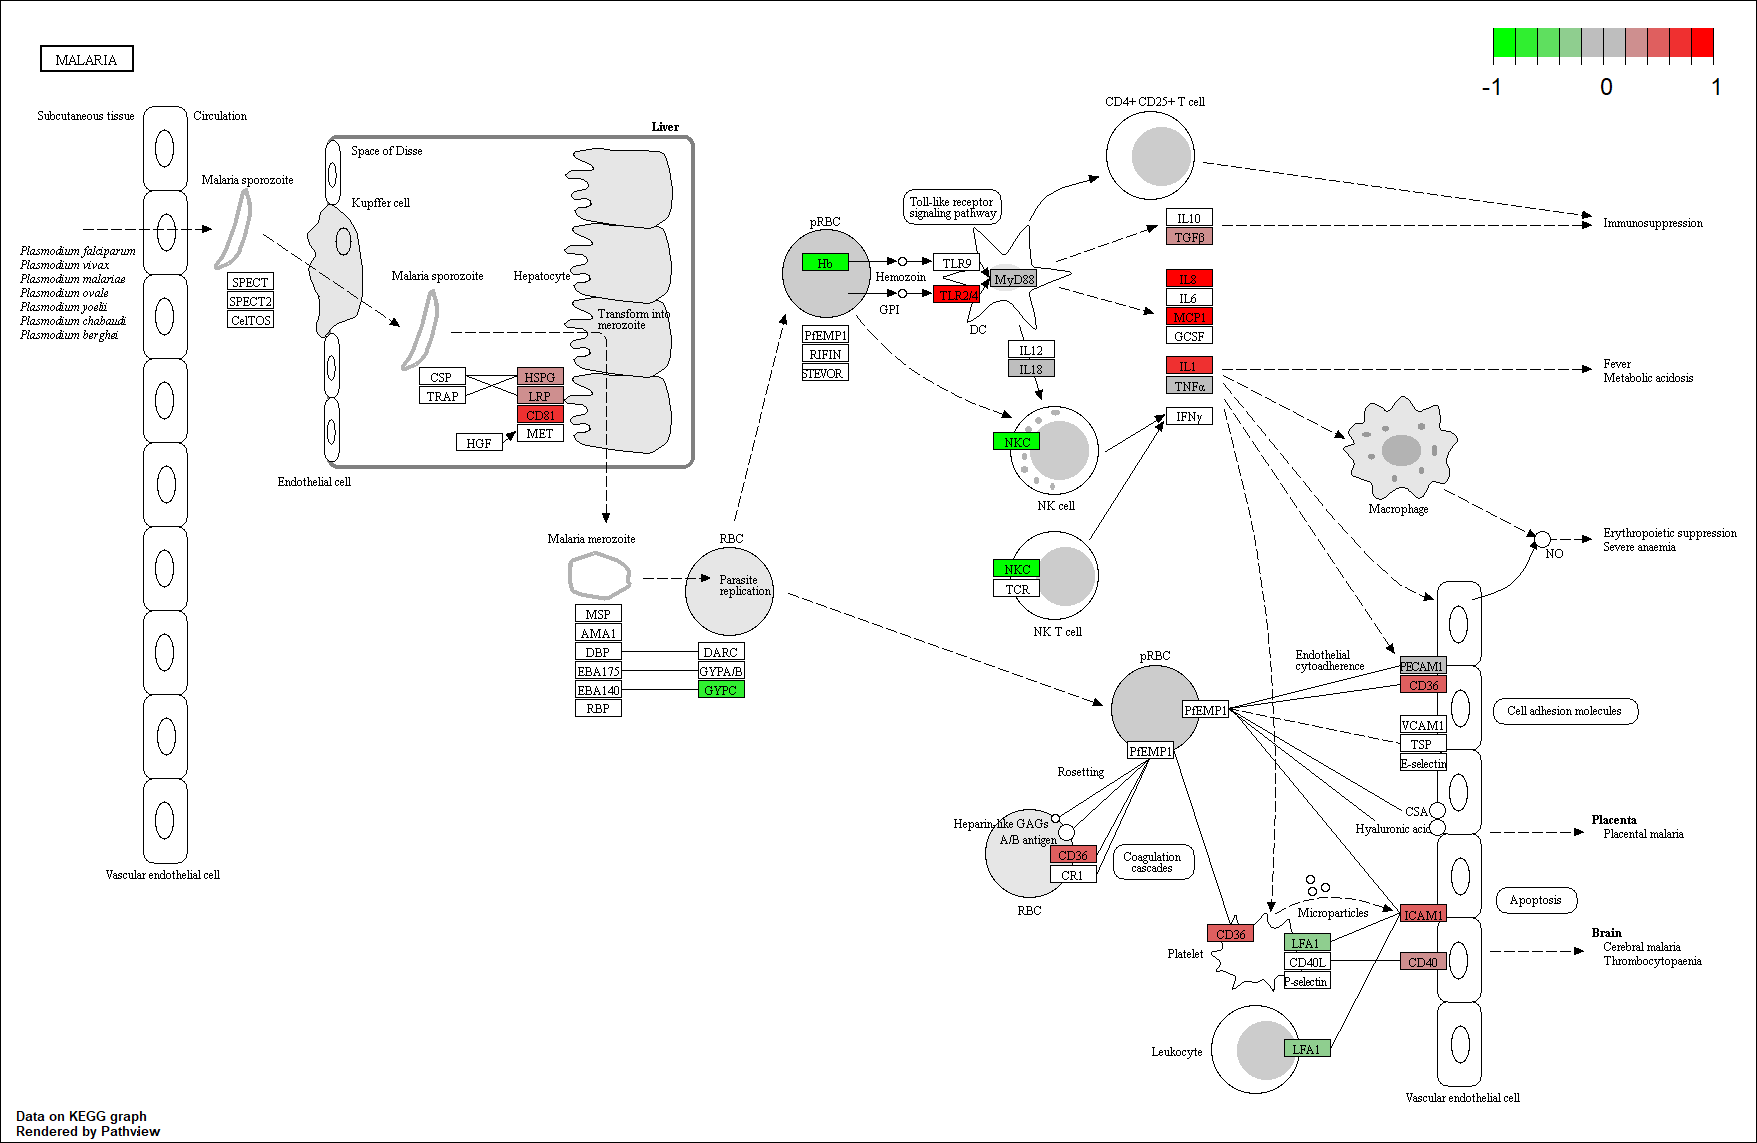 MALARIA
-1
0
1
Subcutaneous tissue
Circulation
Plasmodium falciparum
Plasmodium vivax
Plasmodium malariae
Plasmodium ovale
Plasmodium yoelii
Plasmodium chabaudi
Plasmodium berghei
Vascular endothelial cell
Malaria sporozoite
SPECT
SPECT2
CelTOS
Liver
Space of Disse
Kupffer cell
Malaria sporozoite
Hepatocyte
Transform into
merozoite
CSP
TRAP
HSPG
LRP
CD81
MET
HGF
Endothelial cell
Malaria merozoite
MSP
AMA1
DBP
EBA175
EBA140
RBP
RBC
Parasite
replication
DARC
GYPA/B
GYPC
pRBC
Hb
PfEMP1
RIFIN
STEVOR
Hemozoin
GPI
Toll-like receptor
signaling pathway
TLR9
TLR2/4
MyD88
DC
IL12
IL18
CD4+ CD25+ T cell
IL10
TGFβ
IL8
IL6
MCP1
GCSF
IL1
TNFα
IFNγ
NKC
NK cell
NKC
TCR
NK T cell
Immunosuppression
Fever
Metabolic acidosis
Macrophage
NO
Erythropoietic suppression
Severe anaemia
pRBC
PfEMP1
PfEMP1
Rosetting
Heparin-like GAGs
A/B antigen
CD36
CR1
RBC
Coagulation
cascades
Endothelial
cytoadherence
PECAM1
CD36
VCAM1
TSP
E-selectin
CSA
Hyaluronic acid
Cell adhesion molecules
Placenta
Placental malaria
Apoptosis
Microparticles
ICAM1
CD36
Platelet
LFA1
CD40L
P-selectin
CD40
Brain
Cerebral malaria
Thrombocytopaenia
Leukocyte
LFA1
Vascular endothelial cell
Data on KEGG graph
Rendered by Pathview